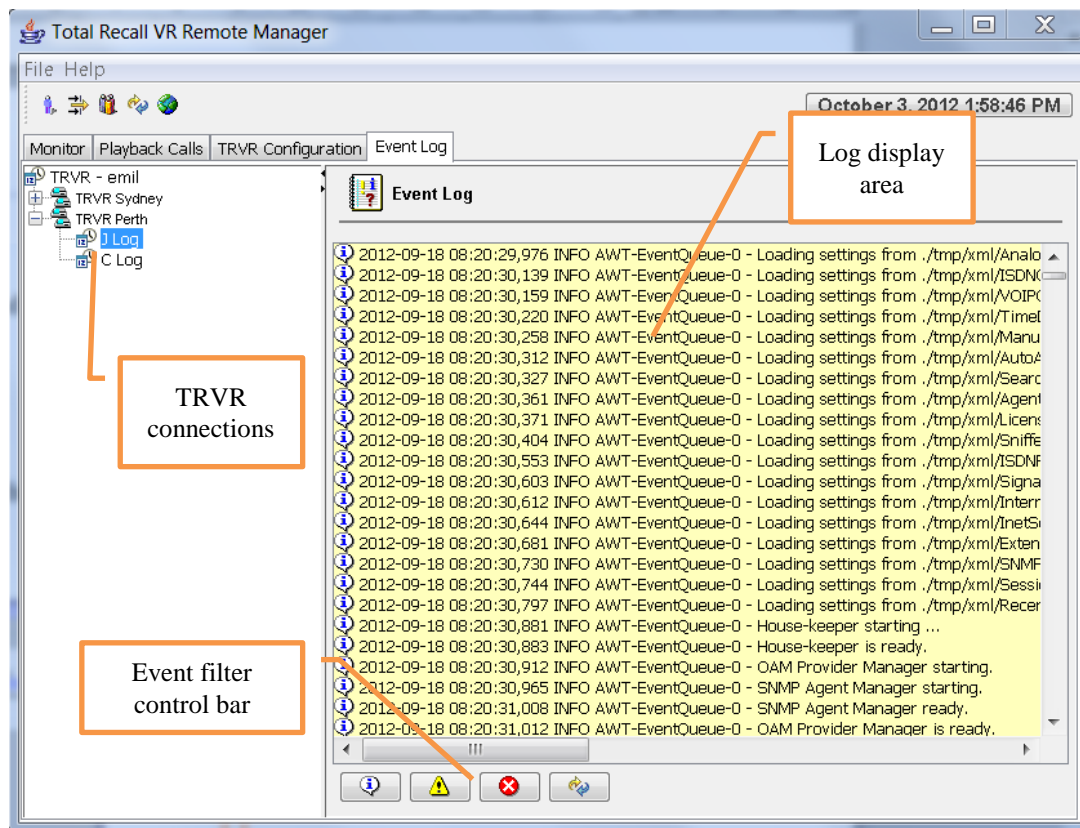 Total Recall VR Remote Manager
File Help
October 3, 2012 1:58:46 PM
Monitor Playback Calls TRVR Configuration Event Log
Log display
area
TRVR - emil
TRVR Sydney
TRVR Perth
J Log
C Log
Event Log
2012-09-18 08:20:29,976 INFO AWT-EventQueue-0 - Loading settings from ./tmp/xml/Analo
2012-09-18 08:20:30,139 INFO AWT-EventQueue-0 - Loading settings from ./tmp/xml/ISDN
2012-09-18 08:20:30,159 INFO AWT-EventQueue-0 - Loading settings from ./tmp/xml/VOIP
2012-09-18 08:20:30,220 INFO AWT-EventQueue-0 - Loading settings from ./tmp/xml/Time
2012-09-18 08:20:30,258 INFO AWT-EventQueue-0 - Loading settings from ./tmp/xml/Manu
2012-09-18 08:20:30,312 INFO AWT-EventQueue-0 - Loading settings from ./tmp/xml/Auto
2012-09-18 08:20:30,327 INFO AWT-EventQueue-0 - Loading settings from ./tmp/xml/Searc
2012-09-18 08:20:30,361 INFO AWT-EventQueue-0 - Loading settings from ./tmp/xml/Agent
2012-09-18 08:20:30,371 INFO AWT-EventQueue-0 - Loading settings from ./tmp/xml/Licens
2012-09-18 08:20:30,404 INFO AWT-EventQueue-0 - Loading settings from ./tmp/xml/Sniffe
2012-09-18 08:20:30,553 INFO AWT-EventQueue-0 - Loading settings from ./tmp/xml/ISDN
2012-09-18 08:20:30,603 INFO AWT-EventQueue-0 - Loading settings from ./tmp/xml/Signa
2012-09-18 08:20:30,612 INFO AWT-EventQueue-0 - Loading settings from ./tmp/xml/Intern
2012-09-18 08:20:30,644 INFO AWT-EventQueue-0 - Loading settings from ./tmp/xml/InetS
2012-09-18 08:20:30,681 INFO AWT-EventQueue-0 - Loading settings from ./tmp/xml/Exten
2012-09-18 08:20:30,730 INFO AWT-EventQueue-0 - Loading settings from ./tmp/xml/SNMP
2012-09-18 08:20:30,744 INFO AWT-EventQueue-0 - Loading settings from ./tmp/xml/Sessi
2012-09-18 08:20:30,797 INFO AWT-EventQueue-0 - Loading settings from ./tmp/xml/Recer
2012-09-18 08:20:30,881 INFO AWT-EventQueue-0 - House-keeper starting ...
2012-09-18 08:20:30,883 INFO AWT-EventQueue-0 - House-keeper is ready.
2012-09-18 08:20:30,912 INFO AWT-EventQueue-0 - OAM Provider Manager starting.
2012-09-18 08:20:30,965 INFO AWT-EventQueue-0 - SNMP Agent Manager starting.
2012-09-18 08:20:31,008 INFO AWT-EventQueue-0 - SNMP Agent Manager ready.
2012-09-18 08:20:31,012 INFO AWT-EventQueue-0 - OAM Provider Manager is ready.
TRVR
connections
Event filter
control bar